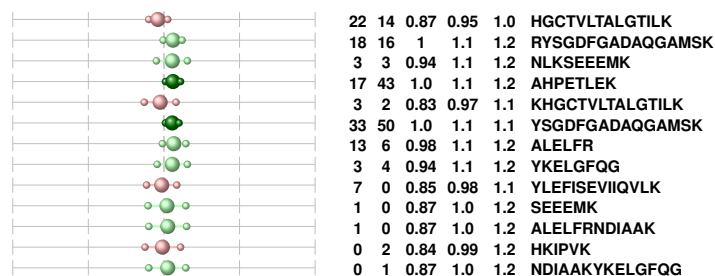 22 14 0.87 0.95 1.0 HGCTVLTALGTILK
18 16 1 1.1 1.2 RYSGDFGADAQGAMSK
3 3 0.94 1.1 1.2 NLKSEEEMK
17 43 1.0 1.1 1.2 AHPETLEK
3 2 0.83 0.97 1.1 KHGCTVLTALGTILK
33 50 1.0 1.1 1.1 YSGDFGADAQGAMSK
13 6 0.98 1.1 1.2 ALELFR
3 4 0.94 1.1 1.2 YKELGFQG
7 0 0.85 0.98 1.1 YLEFISEVIIQVLK
1 0 0.87 1.0 1.2 SEEEMK
1 0 0.87 1.0 1.2 ALELFRNDIAAK
0 2 0.84 0.99 1.2 HKIPVK
0 1 0.87 1.0 1.2 NDIAAKYKELGFQG